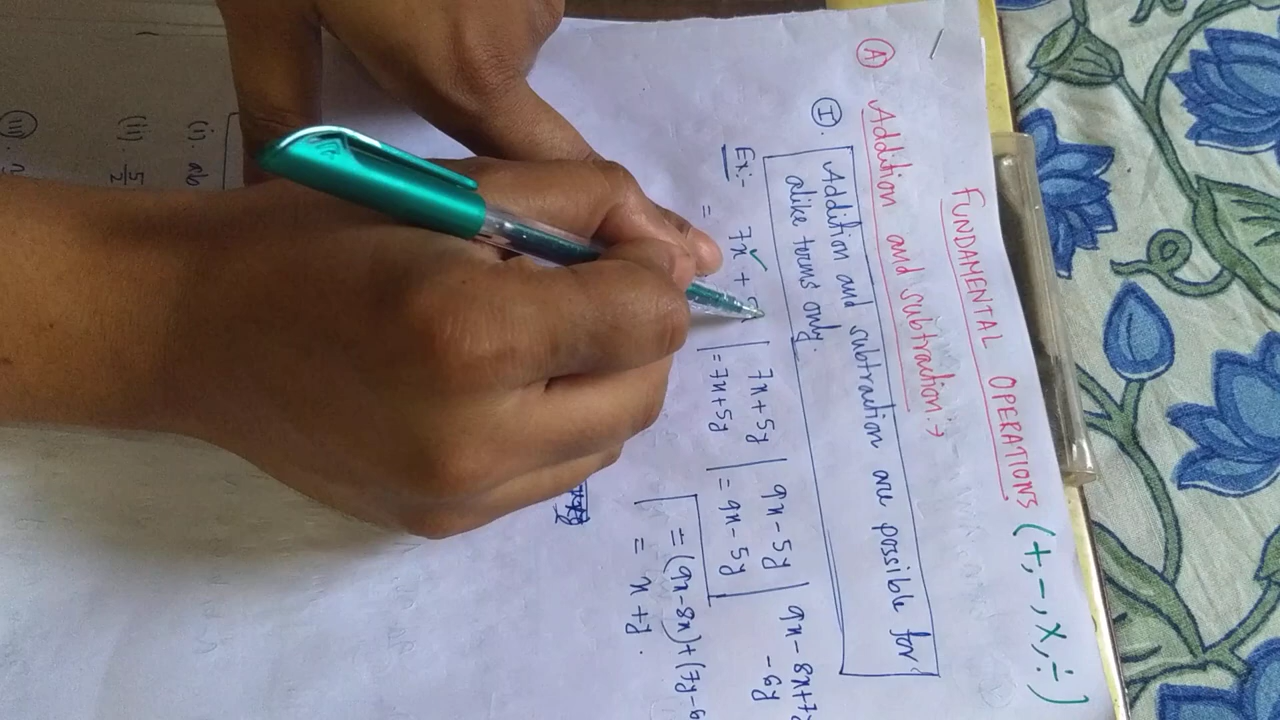 FUNDAMENTAL OPERATIONS (+, -, ×, ÷)
(A) Addition and subtraction:→
(I). Addition and subtraction are possible for
alike terms only.
Ex:- 7x +
=
7x+5y
=7x+5y
9x - 5y
= 9x - 5y
9x - 8x+7
-6y
= (9x-8x)+(7y-6
= x+y.
(i). ab
(ii). 5/2
(iii).